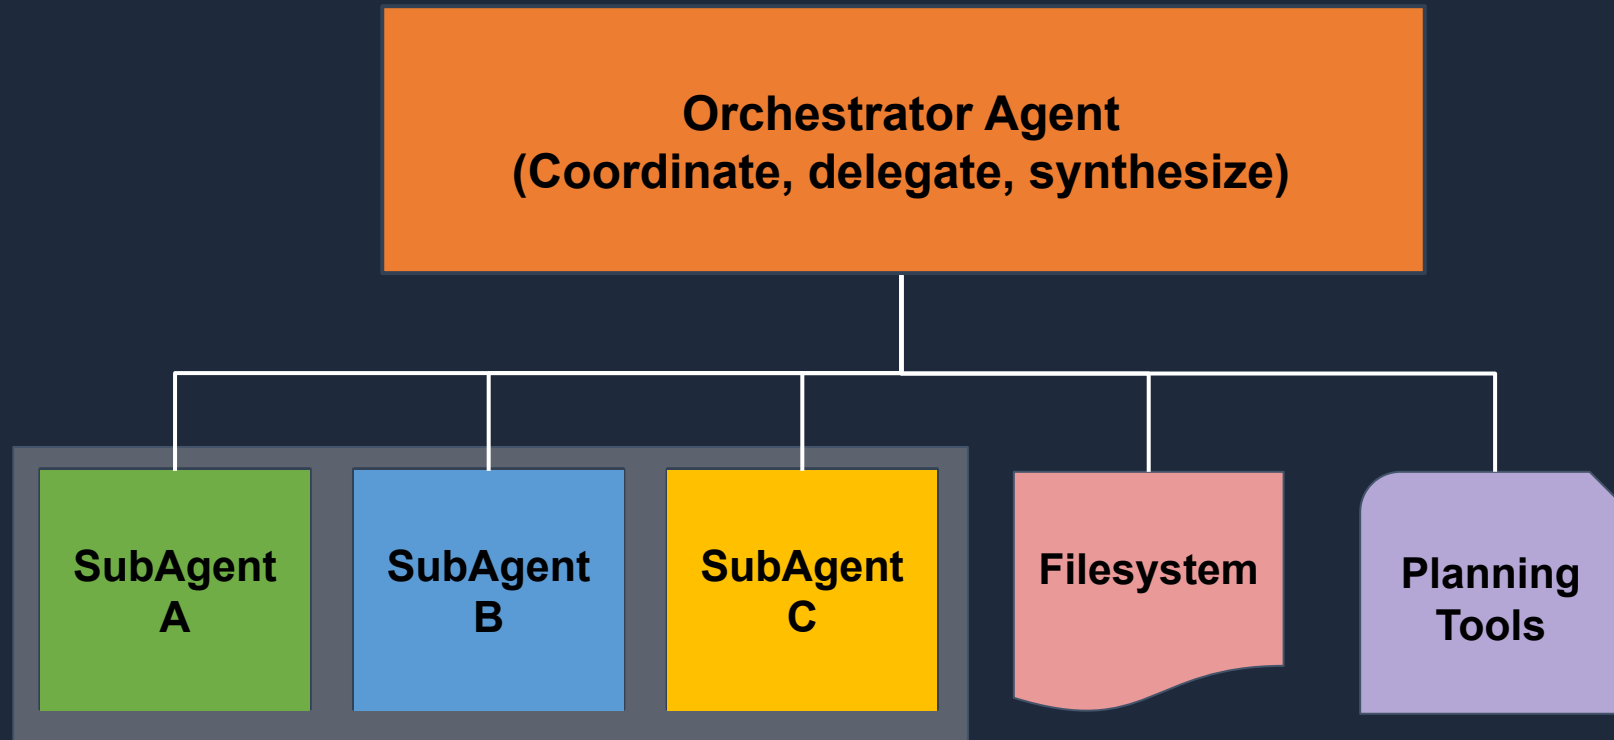 Orchestrator Agent
(Coordinate, delegate, synthesize)
SubAgent
A
SubAgent
B
SubAgent
C
Filesystem
Planning
Tools